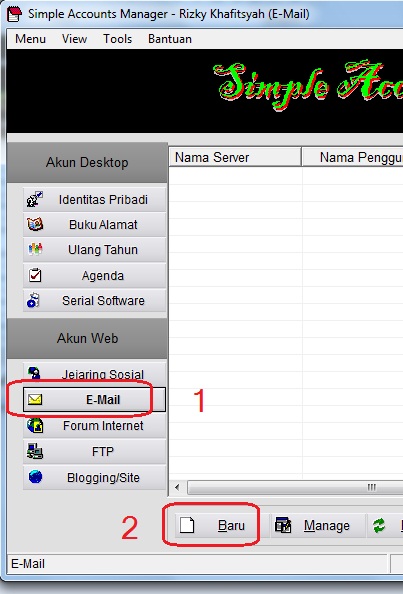 Simple Accounts Manager - Rizky Khafitsyah (E-Mail)
Menu View Tools Bantuan
Simple Acc
Akun Desktop
Nama Server Nama Penggu
Identitas Pribadi
Buku Alamat
Ulang Tahun
Agenda
Serial Software
Akun Web
Jejaring Sosial
E-Mail 1
Forum Internet
FTP
Blogging/Site
2 Baru Manage
E-Mail